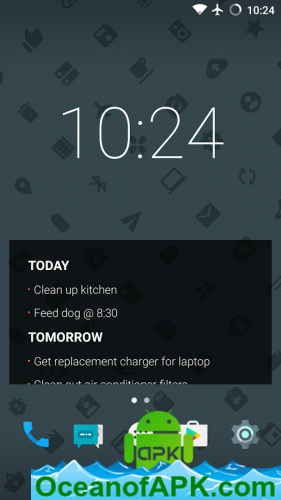 10:24
10:24
TODAY
• Clean up kitchen
• Feed dog @ 8:30
TOMORROW
• Get replacement charger for laptop
Clean out air conditioner filters
JAPKI
OceanofAPK.com